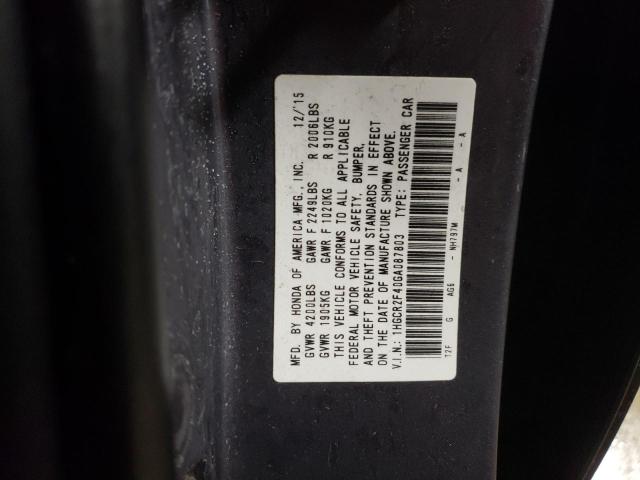 MFD. BY HONDA OF AMERICA MFG., INC. 12/'15
GVWR 4200LBS GAWR F 2249LBS R 2006LBS
GVWR 1905KG GAWR F 1020KG R 910KG
THIS VEHICLE CONFORMS TO ALL APPLICABLE
FEDERAL MOTOR VEHICLE SAFETY, BUMPER,
AND THEFT PREVENTION STANDARDS IN EFFECT
ON THE DATE OF MANUFACTURE SHOWN ABOVE.
V.I.N.: 1HGCR2F40GA087803 TYPE: PASSENGER CAR
T2F G AG6 - NH797M - A - A